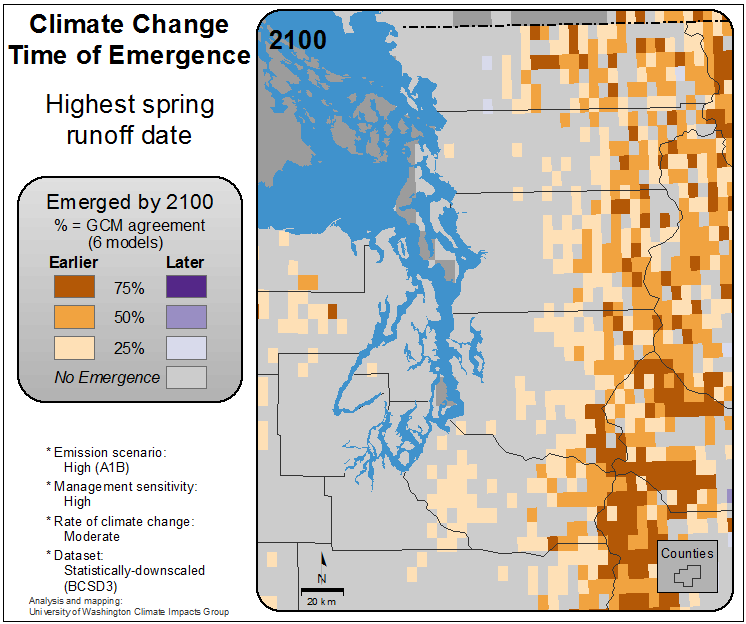 Climate Change
Time of Emergence
Highest spring
runoff date
Emerged by 2100
% = GCM agreement
(6 models)
Earlier Later
75%
50%
25%
No Emergence
* Emission scenario:
High (A1B)
* Management sensitivity:
High
* Rate of climate change:
Moderate
* Dataset:
Statistically-downscaled
(BCSD3)
Analysis and mapping:
University of Washington Climate Impacts Group
2100
N
20 km
Counties